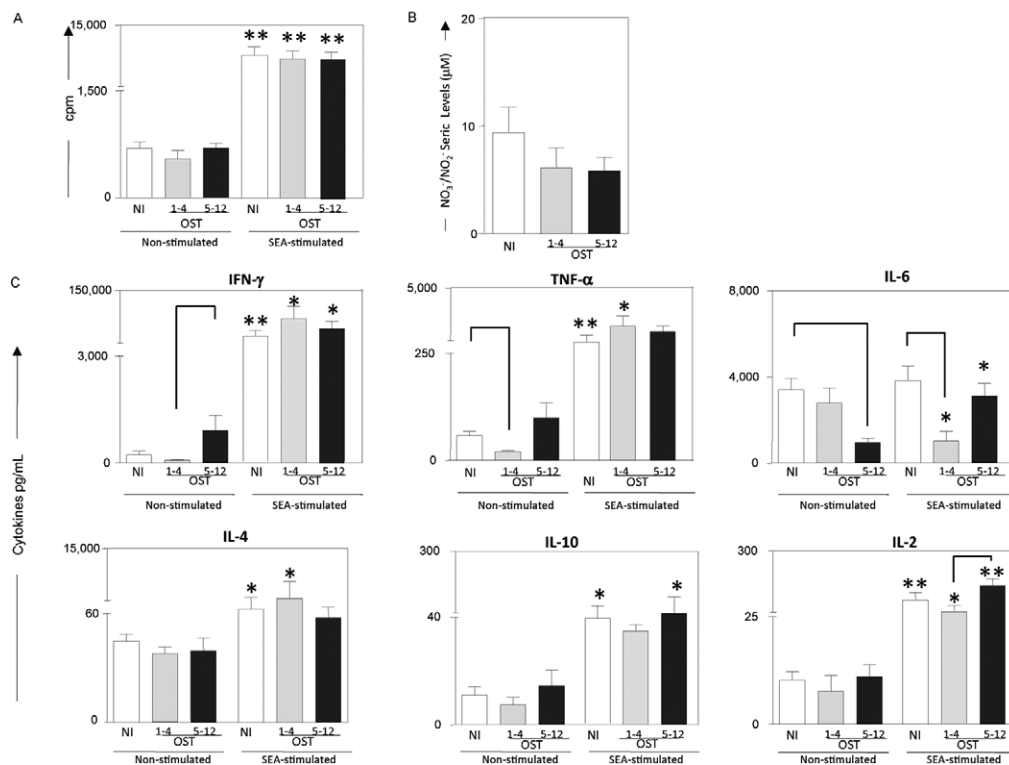 A
15,000
1,500
0
cpm
** ** **
NI 1-4 5-12 NI 1-4 5-12
OST OST
Non-stimulated SEA-stimulated
B
20
10
0
NO3-/NO2- Seric Levels (μM)
NI 1-4 5-12
OST
C
Cytokines pg/mL
IFN-γ
150,000
3,000
0
** * *
NI 1-4 5-12 NI 1-4 5-12
OST OST
Non-stimulated SEA-stimulated
TNF-α
5,000
250
0
** *
NI 1-4 5-12 NI 1-4 5-12
OST OST
Non-stimulated SEA-stimulated
IL-6
8,000
4,000
0
* *
NI 1-4 5-12 NI 1-4 5-12
OST OST
Non-stimulated SEA-stimulated
IL-4
15,000
60
0
* *
NI 1-4 5-12 NI 1-4 5-12
OST OST
Non-stimulated SEA-stimulated
IL-10
300
40
0
* *
NI 1-4 5-12 NI 1-4 5-12
OST OST
Non-stimulated SEA-stimulated
IL-2
300
25
0
** * **
NI 1-4 5-12 NI 1-4 5-12
OST OST
Non-stimulated SEA-stimulated